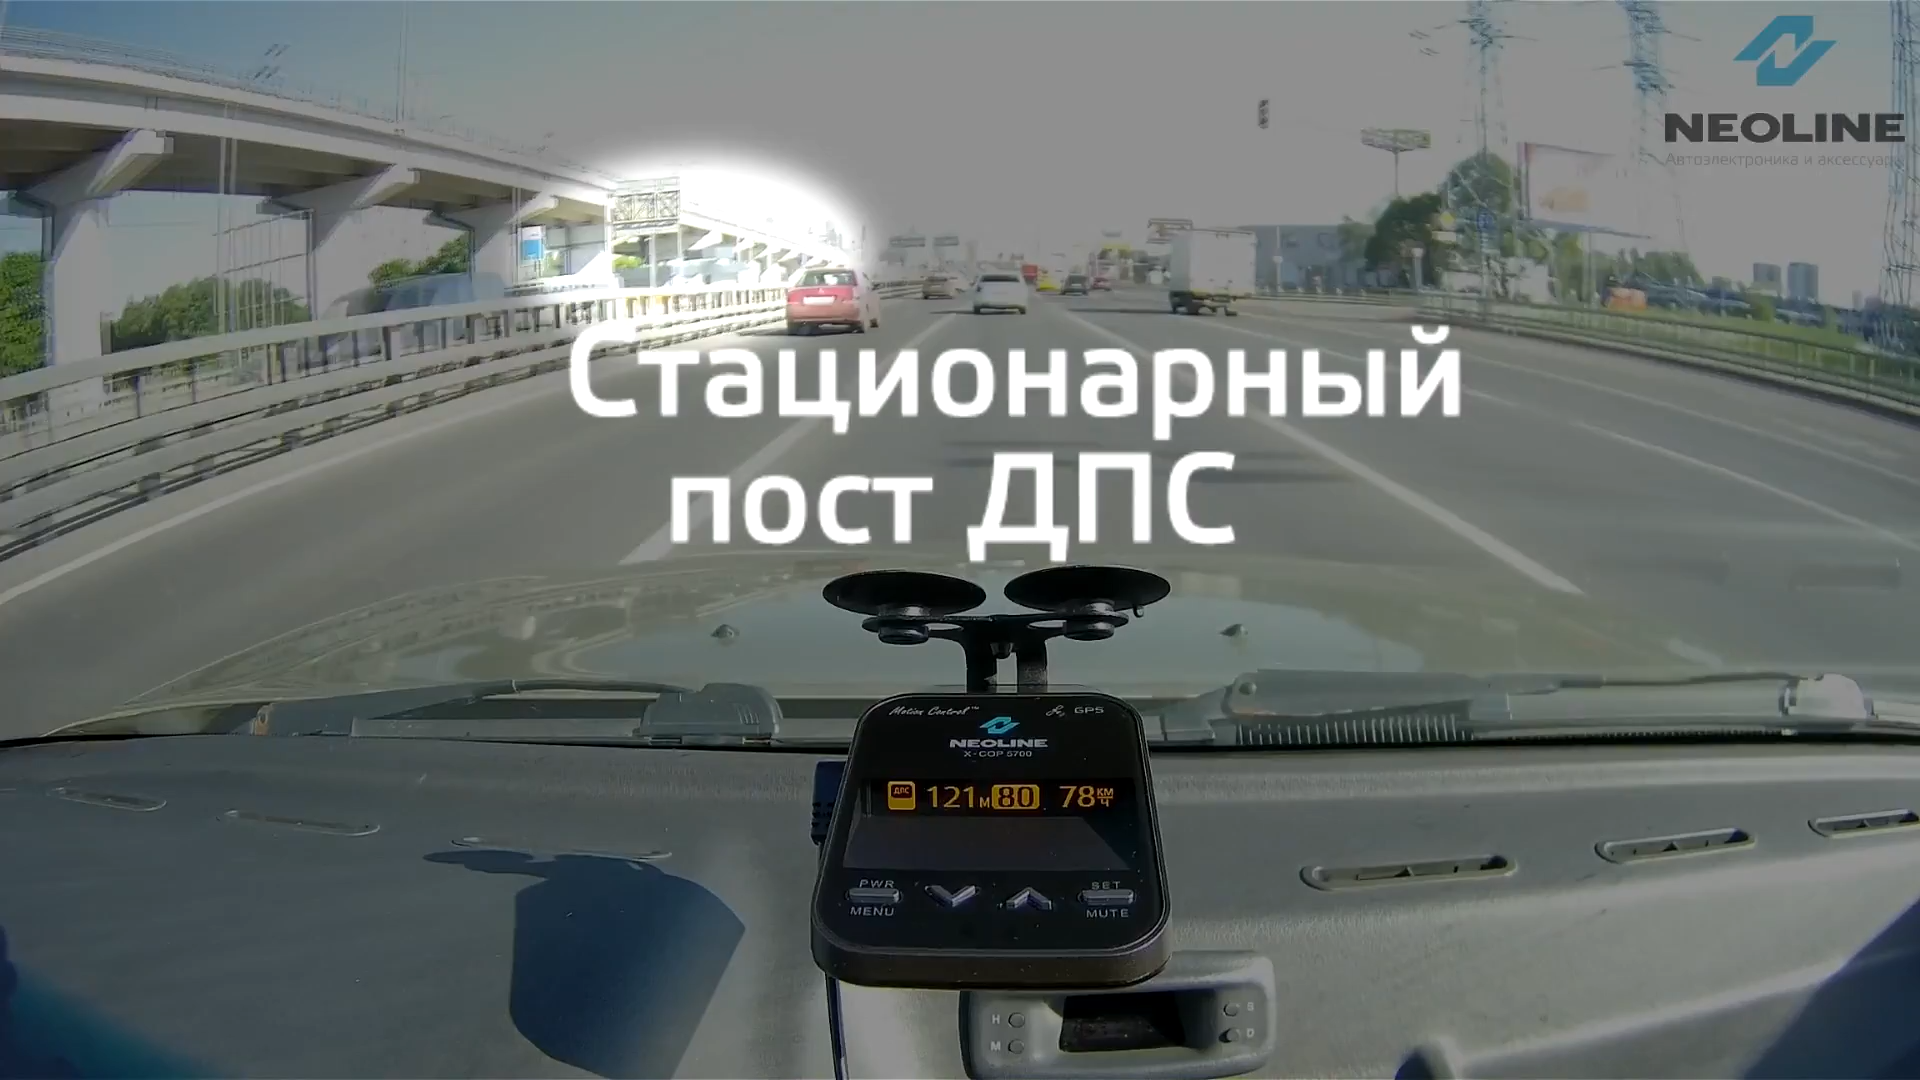 NEOLINE
Автоэлектроника и аксессуары
Стационарный
пост ДПС
Motion Control™ GPS
NEOLINE
X-COP 5700
ДПС 121м 80 78 км/ч
PWR SET
MENU MUTE
H S
M D